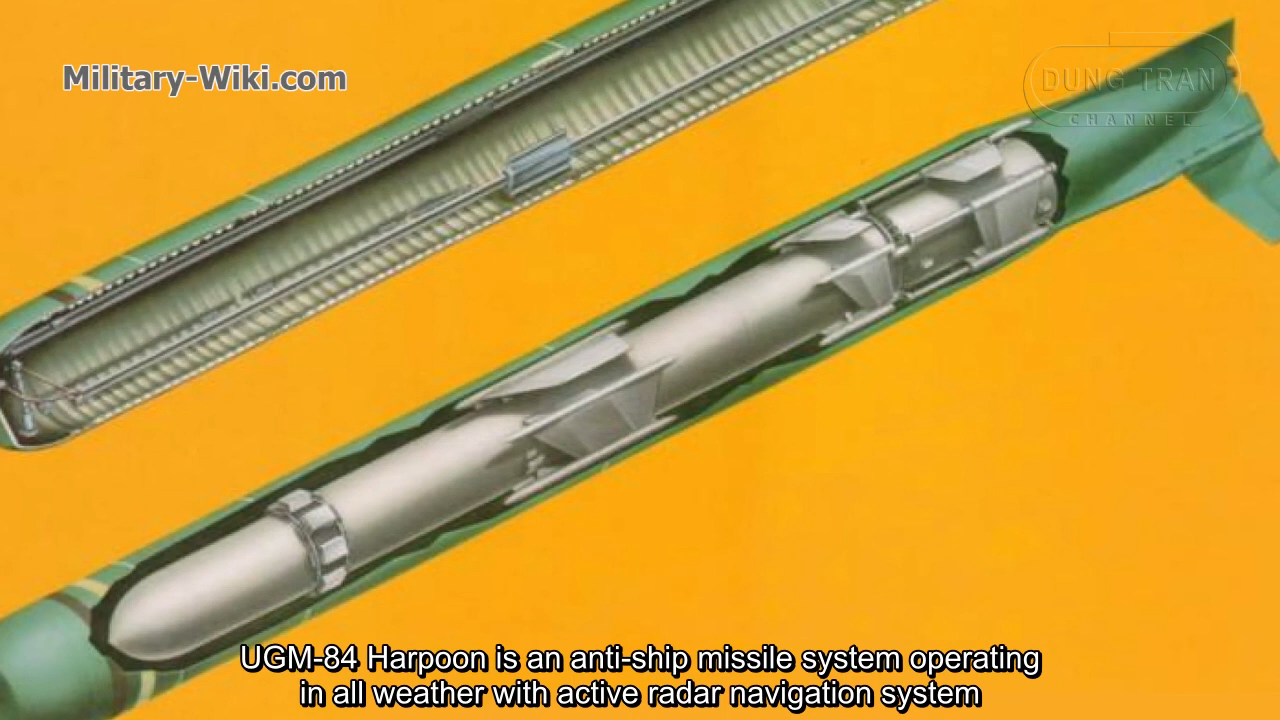 Military-Wiki.com
DUNG TRAN
CHANNEL
UGM-84 Harpoon is an anti-ship missile system operating
in all weather with active radar navigation system